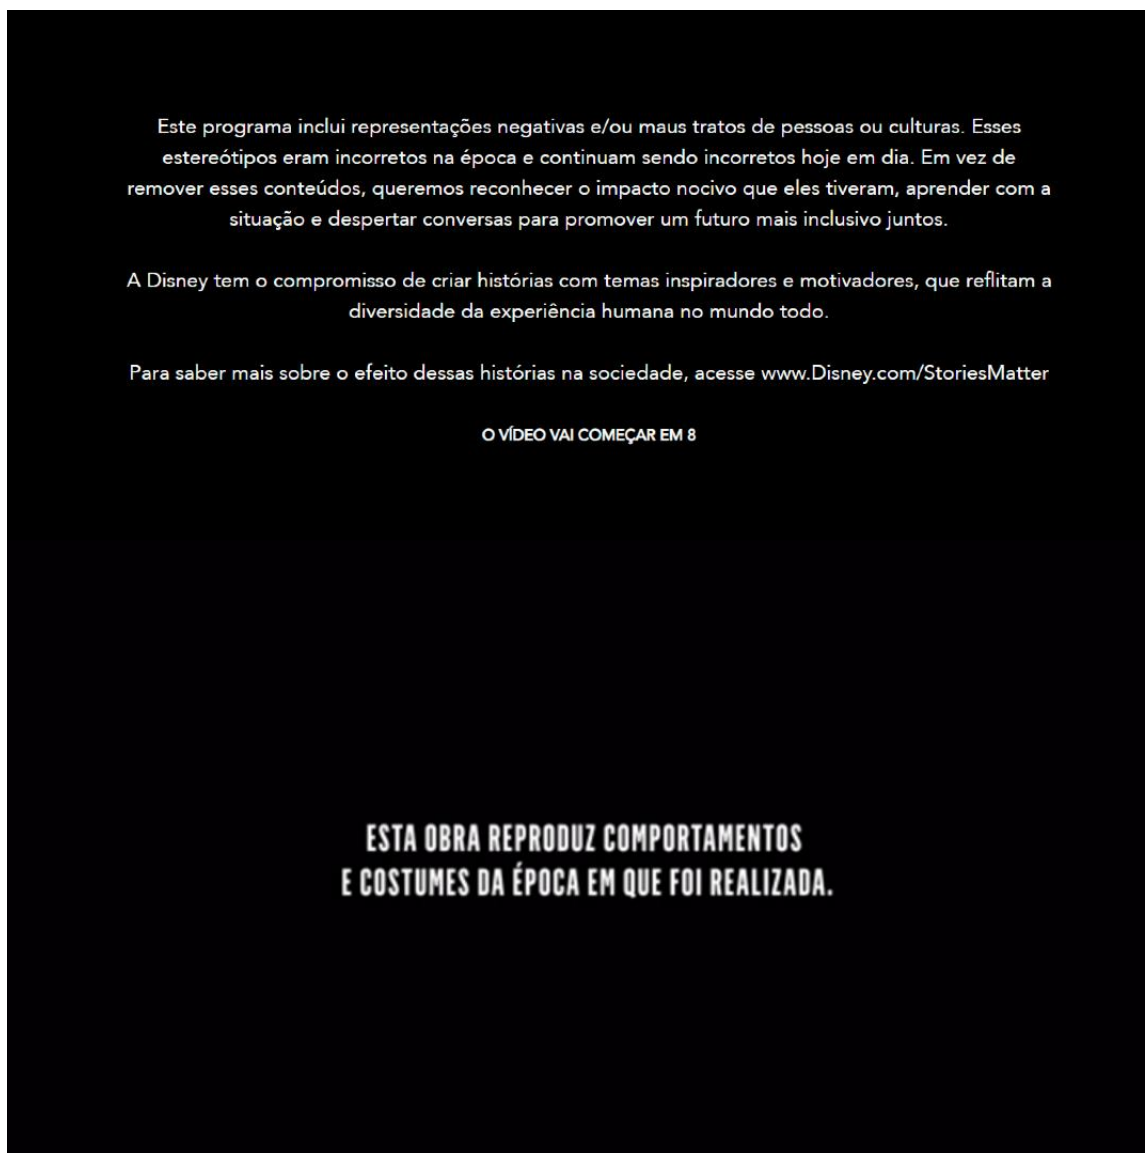 Este programa inclui representações negativas e/ou maus tratos de pessoas ou culturas. Esses
estereótipos eram incorretos na época e continuam sendo incorretos hoje em dia. Em vez de
remover esses conteúdos, queremos reconhecer o impacto nocivo que eles tiveram, aprender com a
situação e despertar conversas para promover um futuro mais inclusivo juntos.
A Disney tem o compromisso de criar histórias com temas inspiradores e motivadores, que reflitam a
diversidade da experiência humana no mundo todo.
Para saber mais sobre o efeito dessas histórias na sociedade, acesse www.Disney.com/StoriesMatter
O VÍDEO VAI COMEÇAR EM 8
ESTA OBRA REPRODUZ COMPORTAMENTOS
E COSTUMES DA ÉPOCA EM QUE FOI REALIZADA.